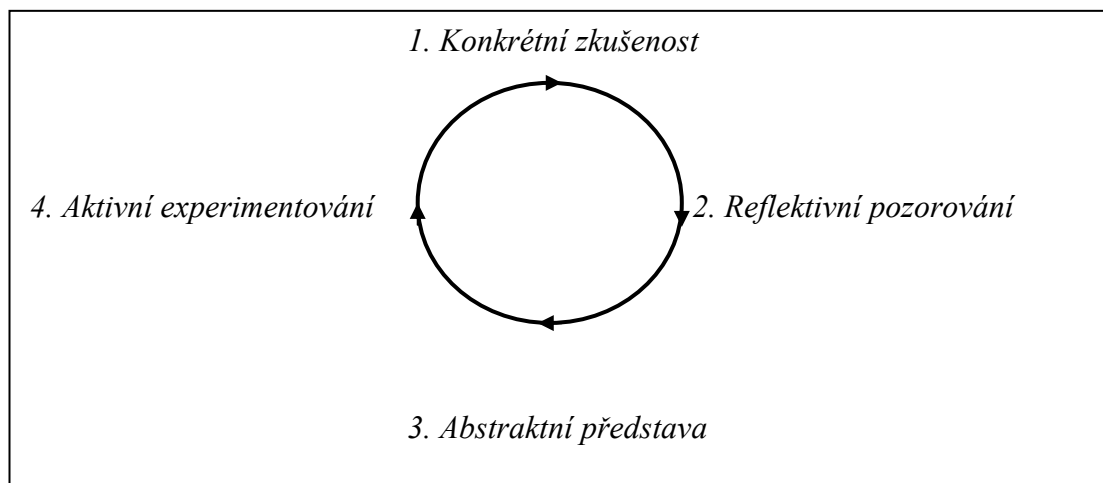 1. Konkrétní zkušenost
4. Aktivní experimentování
2. Reflektivní pozorování
3. Abstraktní představa